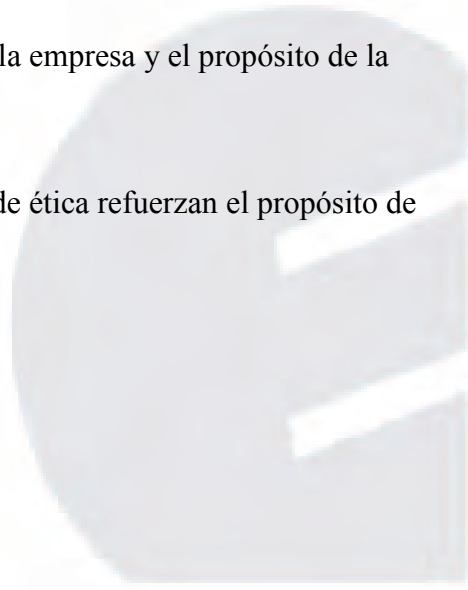 la empresa y el propósito de la
de ética refuerzan el propósito de